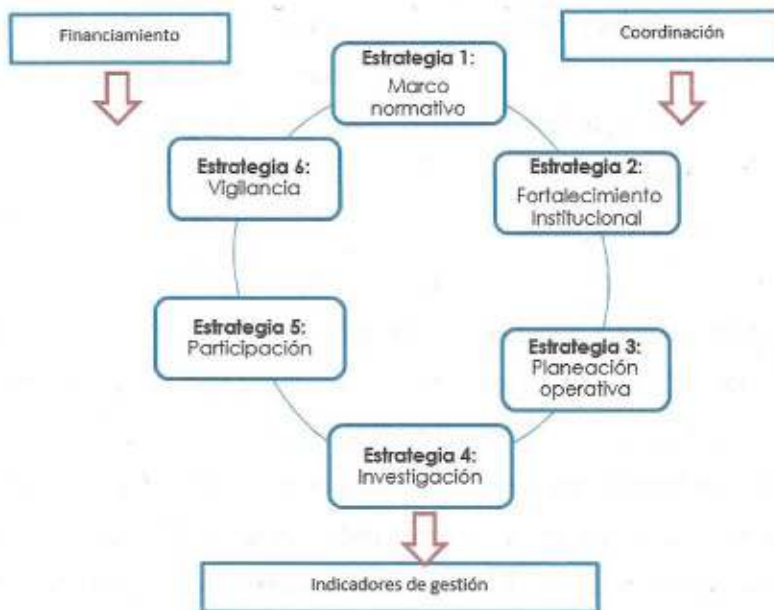 Financiamiento
Coordinación
Estrategia 1:
Marco
normativo
Estrategia 2:
Fortalecimiento
Institucional
Estrategia 3:
Planeación
operativa
Estrategia 4:
Investigación
Estrategia 5:
Participación
Estrategia 6:
Vigilancia
Indicadores de gestión